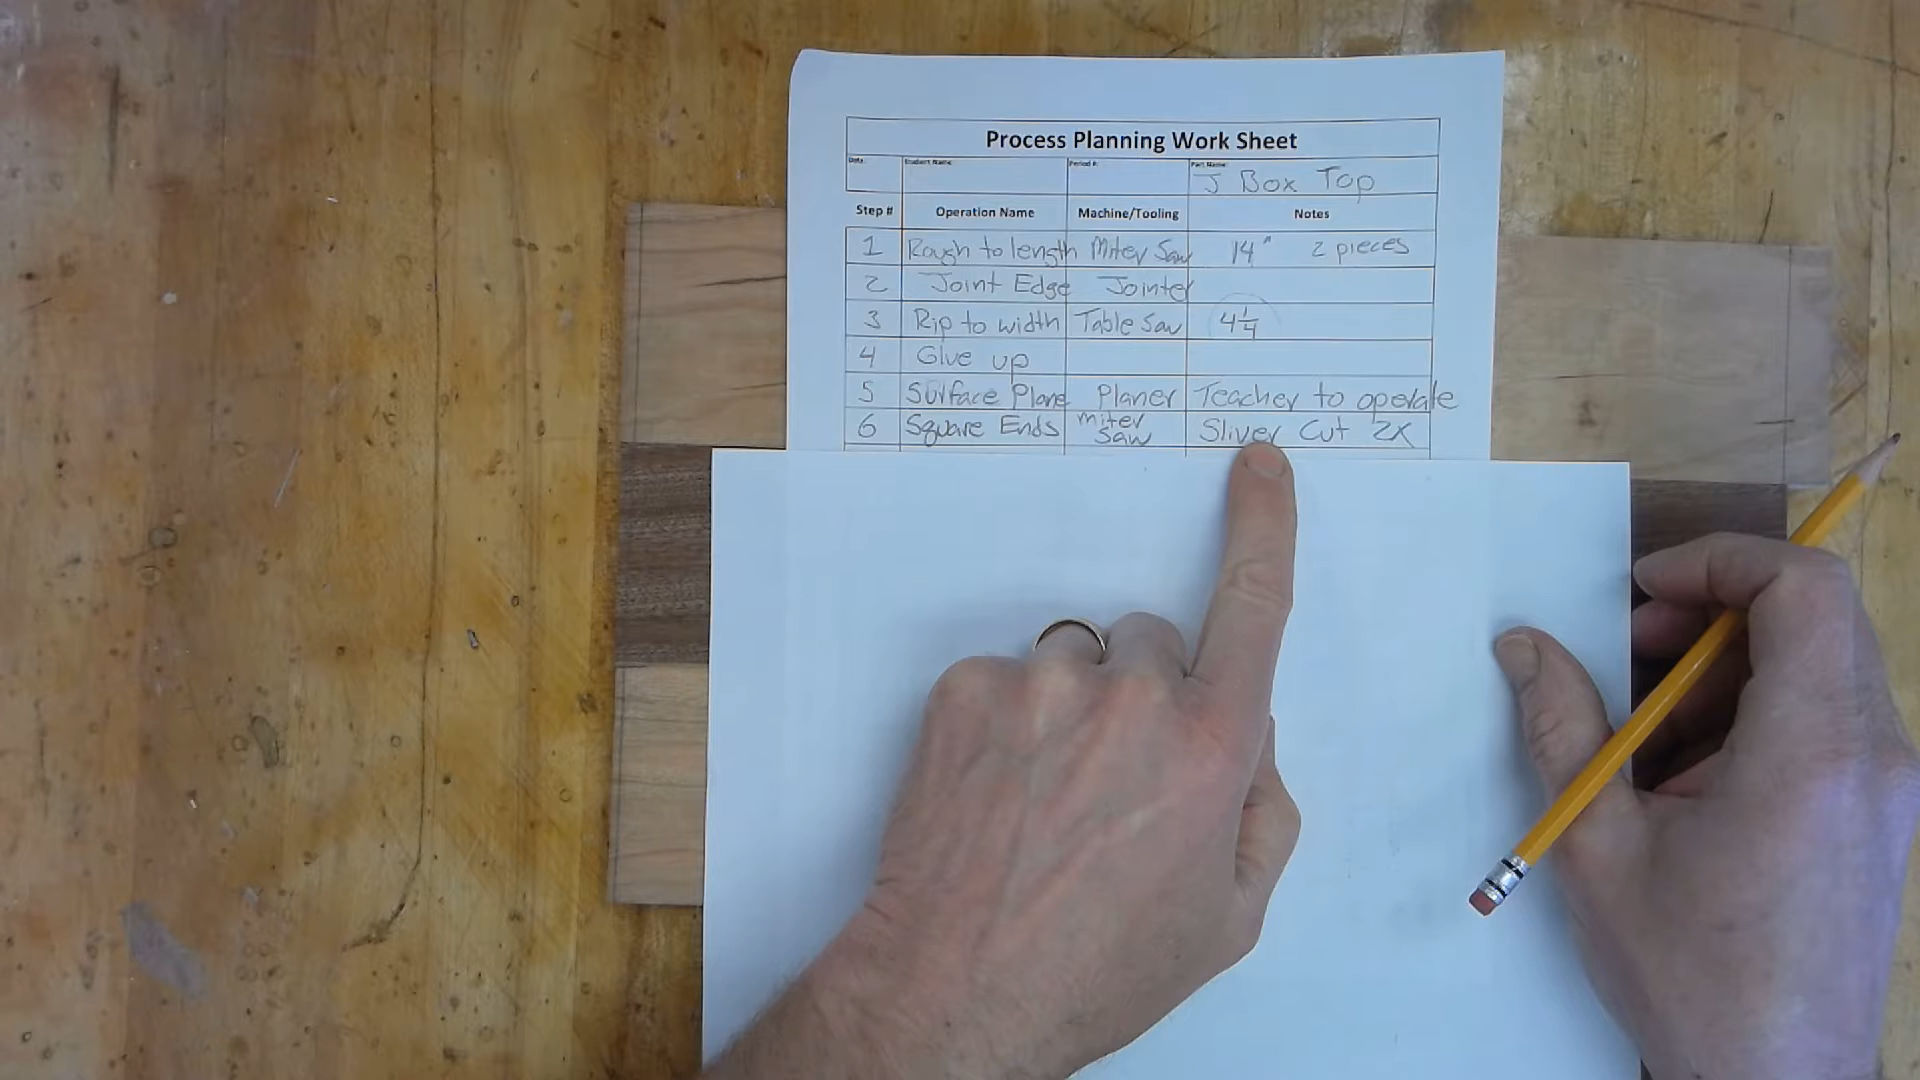 Process Planning Work Sheet
Date: Student Name: Period #: Part Name:
J Box Top
Step # Operation Name Machine/Tooling Notes
1 Rough to length Miter Saw 14" 2 pieces
2 Joint Edge Jointer
3 Rip to width Table Saw 4 1/4
4 Glue up
5 Surface Plane Planer Teacher to operate
6 Square Ends Miter Saw Sliver Cut 2X